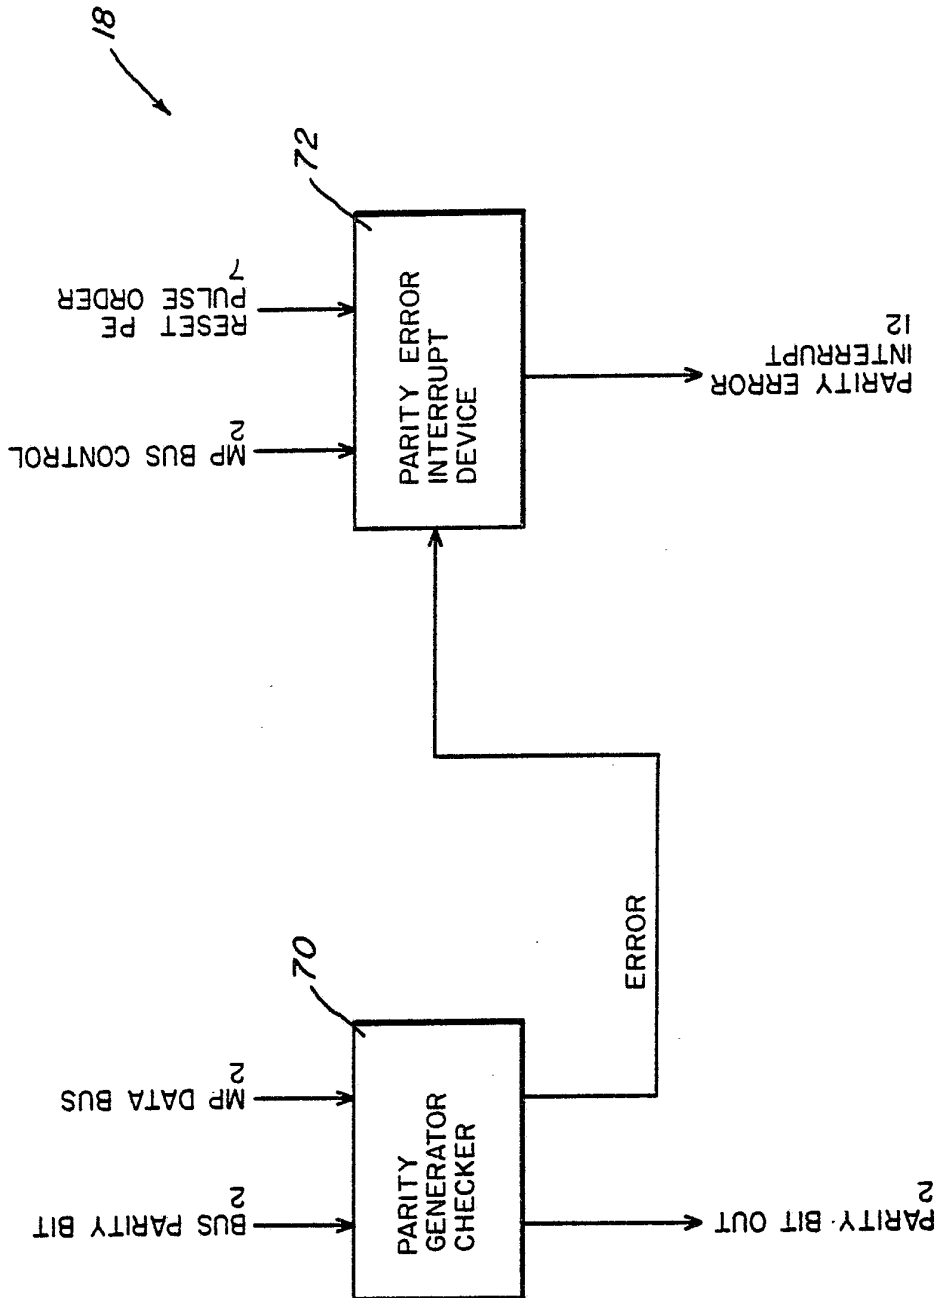 18
BUS PARITY BIT
2
MP DATA BUS
2
70
PARITY
GENERATOR
CHECKER
PARITY BIT OUT
2
ERROR
MP BUS CONTROL
2
RESET PE
PULSE ORDER
7
72
PARITY ERROR
INTERRUPT
DEVICE
PARITY ERROR
INTERRUPT
12